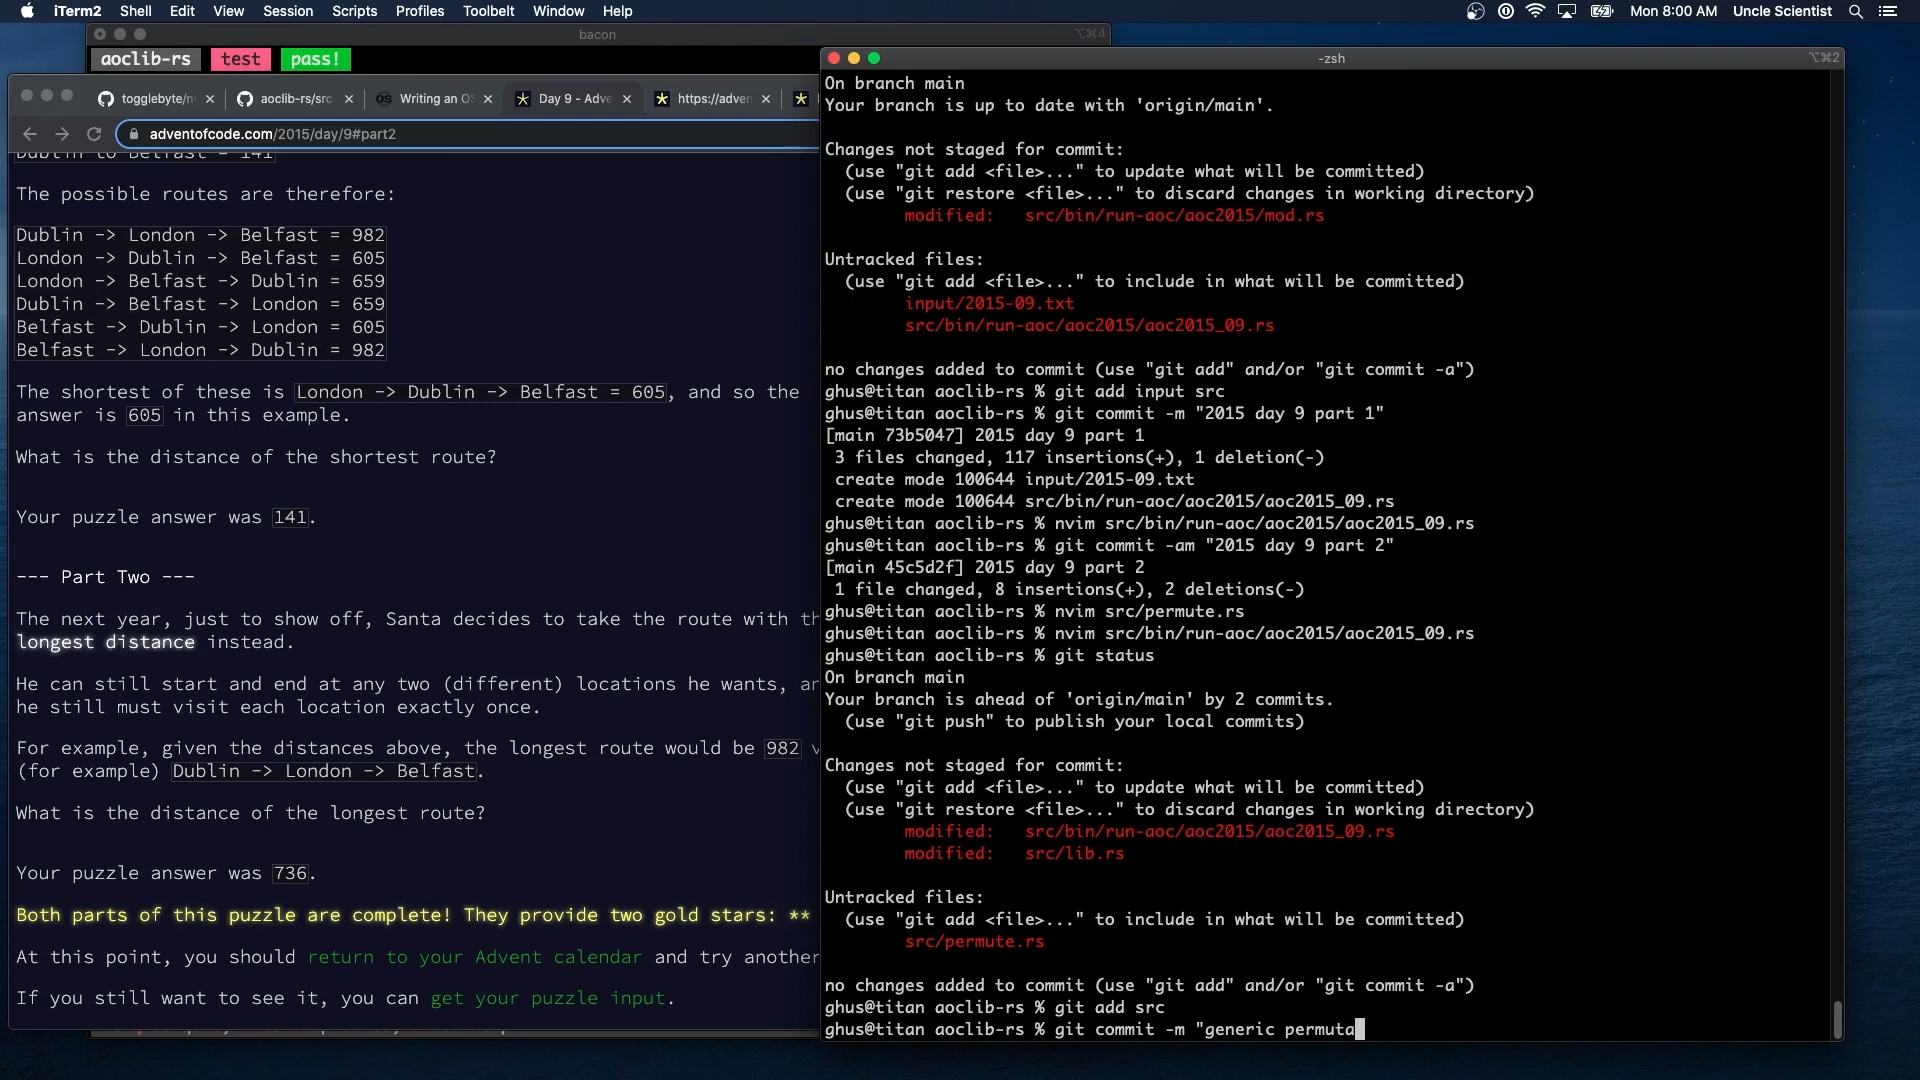 iTerm2 Shell Edit View Session Scripts Profiles Toolbelt Window Help Mon 8:00 AM Uncle Scientist
bacon ⌥⌘4
aoclib-rs test pass!
togglebyte/n aoclib-rs/src Writing an OS Day 9 - Adve https://adven
adventofcode.com/2015/day/9#part2
Dublin to Belfast = 141
The possible routes are therefore:
Dublin -> London -> Belfast = 982
London -> Dublin -> Belfast = 605
London -> Belfast -> Dublin = 659
Dublin -> Belfast -> London = 659
Belfast -> Dublin -> London = 605
Belfast -> London -> Dublin = 982
The shortest of these is London -> Dublin -> Belfast = 605, and so the
answer is 605 in this example.
What is the distance of the shortest route?
Your puzzle answer was 141.
--- Part Two ---
The next year, just to show off, Santa decides to take the route with th
longest distance instead.
He can still start and end at any two (different) locations he wants, an
he still must visit each location exactly once.
For example, given the distances above, the longest route would be 982 v
(for example) Dublin -> London -> Belfast.
What is the distance of the longest route?
Your puzzle answer was 736.
Both parts of this puzzle are complete! They provide two gold stars: **
At this point, you should return to your Advent calendar and try another
If you still want to see it, you can get your puzzle input.
-zsh ⌥⌘2
On branch main
Your branch is up to date with 'origin/main'.
Changes not staged for commit:
(use "git add <file>..." to update what will be committed)
(use "git restore <file>..." to discard changes in working directory)
modified: src/bin/run-aoc/aoc2015/mod.rs
Untracked files:
(use "git add <file>..." to include in what will be committed)
input/2015-09.txt
src/bin/run-aoc/aoc2015/aoc2015_09.rs
no changes added to commit (use "git add" and/or "git commit -a")
ghus@titan aoclib-rs % git add input src
ghus@titan aoclib-rs % git commit -m "2015 day 9 part 1"
[main 73b5047] 2015 day 9 part 1
3 files changed, 117 insertions(+), 1 deletion(-)
create mode 100644 input/2015-09.txt
create mode 100644 src/bin/run-aoc/aoc2015/aoc2015_09.rs
ghus@titan aoclib-rs % nvim src/bin/run-aoc/aoc2015/aoc2015_09.rs
ghus@titan aoclib-rs % git commit -am "2015 day 9 part 2"
[main 45c5d2f] 2015 day 9 part 2
1 file changed, 8 insertions(+), 2 deletions(-)
ghus@titan aoclib-rs % nvim src/permute.rs
ghus@titan aoclib-rs % nvim src/bin/run-aoc/aoc2015/aoc2015_09.rs
ghus@titan aoclib-rs % git status
On branch main
Your branch is ahead of 'origin/main' by 2 commits.
(use "git push" to publish your local commits)
Changes not staged for commit:
(use "git add <file>..." to update what will be committed)
(use "git restore <file>..." to discard changes in working directory)
modified: src/bin/run-aoc/aoc2015/aoc2015_09.rs
modified: src/lib.rs
Untracked files:
(use "git add <file>..." to include in what will be committed)
src/permute.rs
no changes added to commit (use "git add" and/or "git commit -a")
ghus@titan aoclib-rs % git add src
ghus@titan aoclib-rs % git commit -m "generic permuta